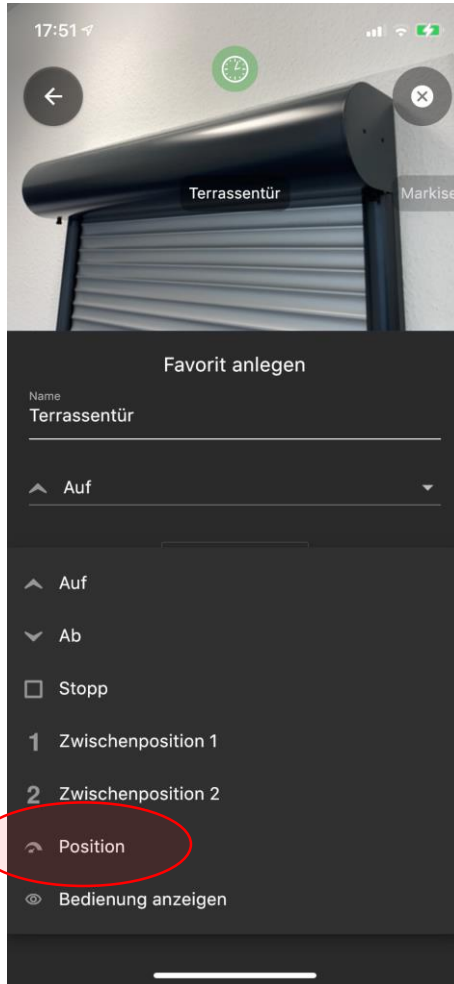 17:51
Terrassentür
Markise
Favorit anlegen
Name
Terrassentür
Auf
Auf
Ab
Stopp
1 Zwischenposition 1
2 Zwischenposition 2
Position
Bedienung anzeigen